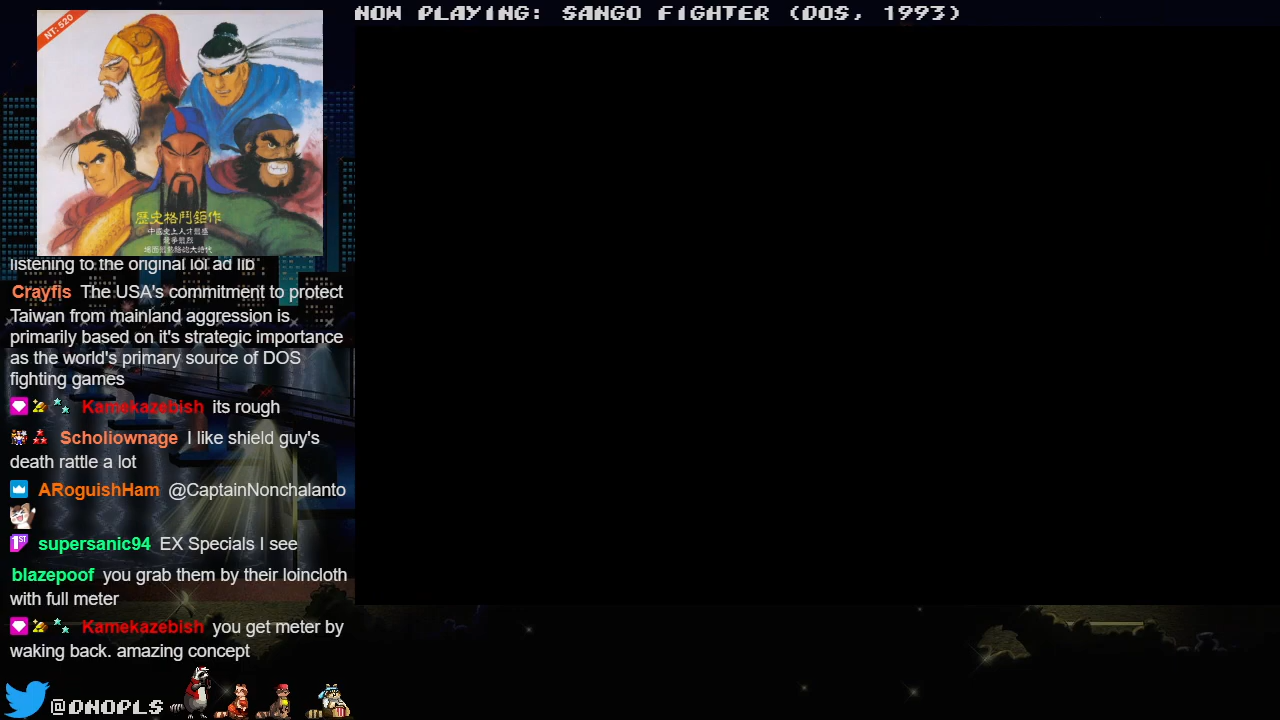 NOW PLAYING: SANGO FIGHTER (DOS, 1993)
NT: 520
歷史格鬥鉅作
listening to the original lol ad lib
Crayfis The USA's commitment to protect
Taiwan from mainland aggression is
primarily based on it's strategic importance
as the world's primary source of DOS
fighting games
Kamekazebish its rough
Scholiownage I like shield guy's
death rattle a lot
ARoguishHam @CaptainNonchalanto
1ST supersanic94 EX Specials I see
blazepoof you grab them by their loincloth
with full meter
Kamekazebish you get meter by
waking back. amazing concept
@ONOPLS